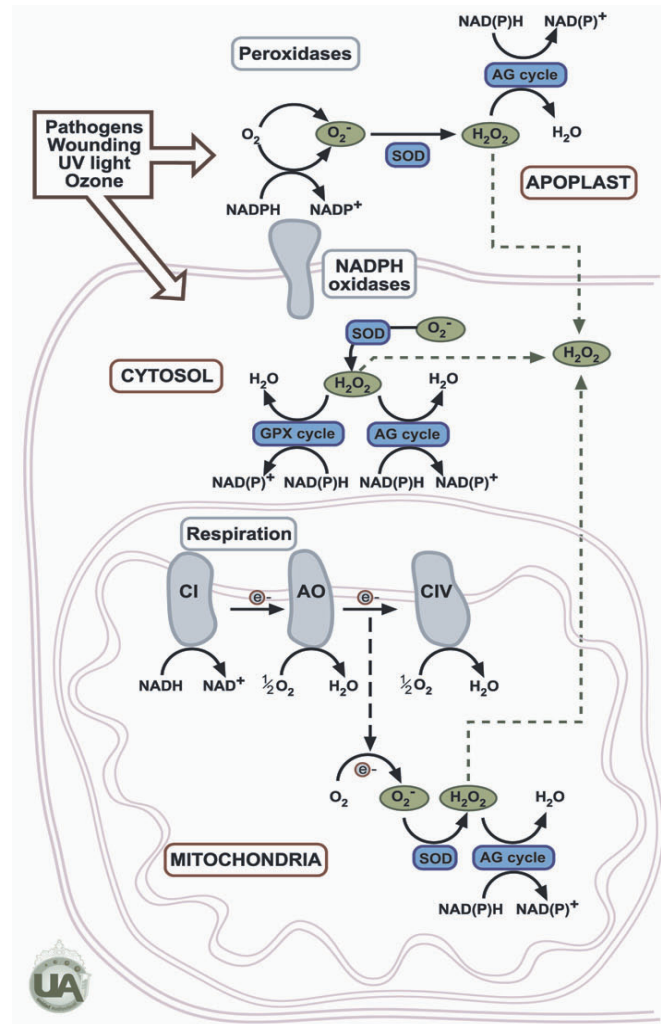 NAD(P)H NAD(P)⁺
Peroxidases
AG cycle
Pathogens
Wounding
UV light
Ozone
O₂ O₂⁻ SOD H₂O₂ H₂O
APOPLAST
NADPH NADP⁺
NADPH
oxidases
SOD O₂⁻
H₂O₂
CYTOSOL
H₂O H₂O₂ H₂O
GPX cycle AG cycle
NAD(P)⁺ NAD(P)H NAD(P)H NAD(P)⁺
Respiration
CI AO CIV
e- e-
NADH NAD⁺ ½O₂ H₂O ½O₂ H₂O
e-
O₂ O₂⁻ H₂O₂ H₂O
MITOCHONDRIA
SOD AG cycle
NAD(P)H NAD(P)⁺
UA